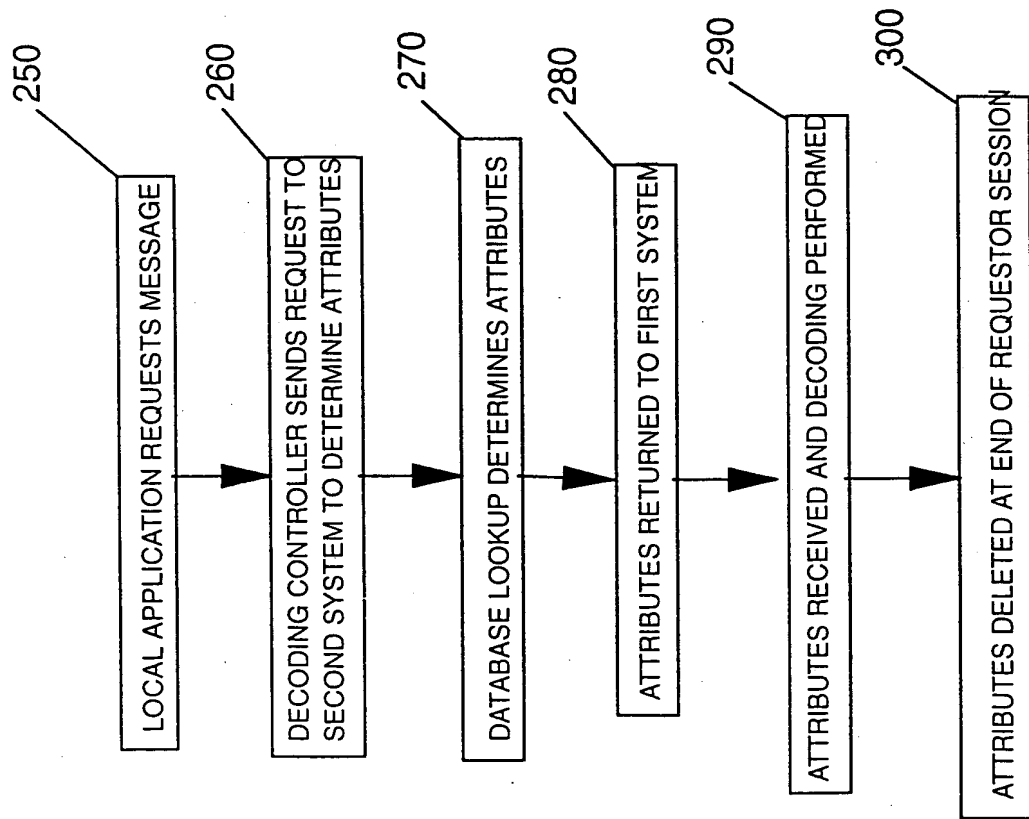 250
LOCAL APPLICATION REQUESTS MESSAGE
260
DECODING CONTROLLER SENDS REQUEST TO
SECOND SYSTEM TO DETERMINE ATTRIBUTES
270
DATABASE LOOKUP DETERMINES ATTRIBUTES
280
ATTRIBUTES RETURNED TO FIRST SYSTEM
290
ATTRIBUTES RECEIVED AND DECODING PERFORMED
300
ATTRIBUTES DELETED AT END OF REQUESTOR SESSION